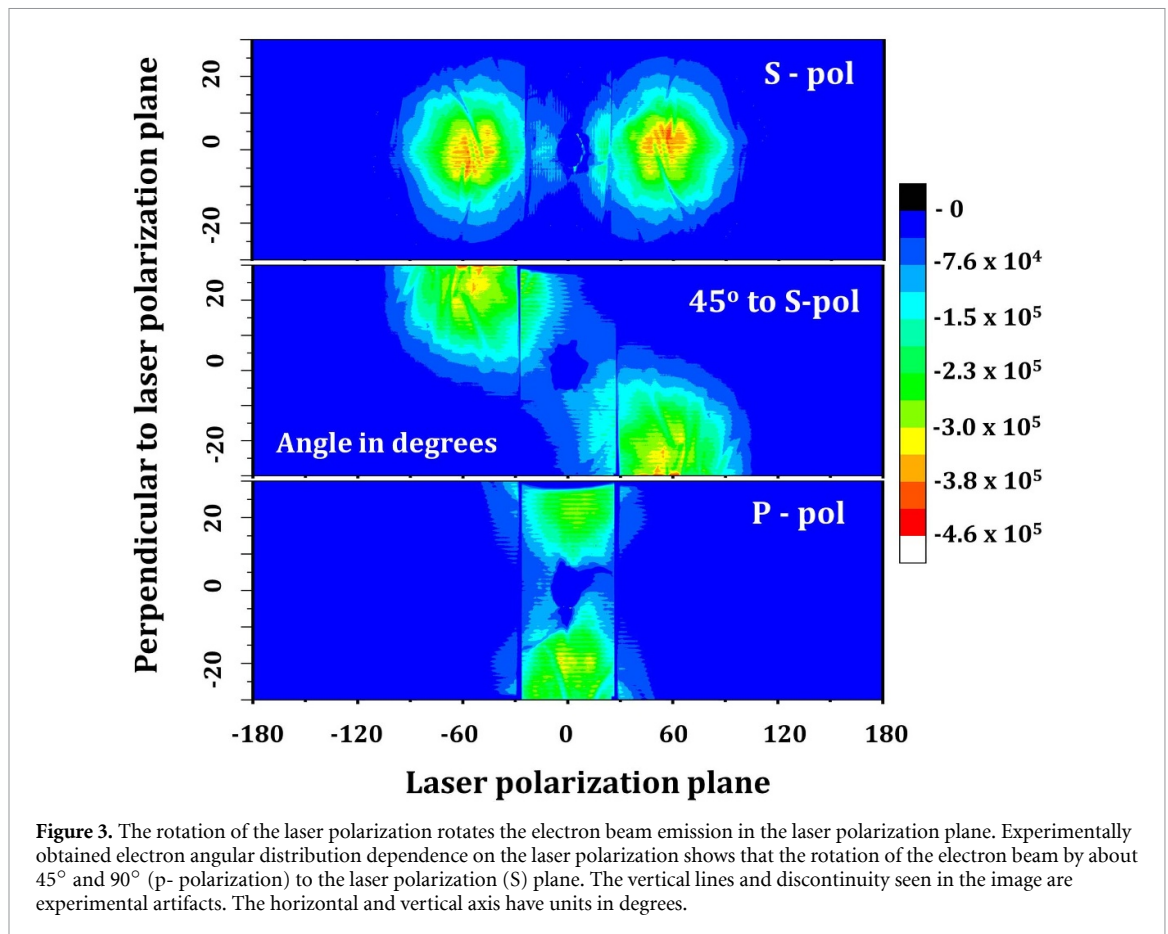 Perpendicular to laser polarization plane
20
0
-20
S - pol
20
0
-20
45° to S-pol
Angle in degrees
20
0
-20
P - pol
- 0
-7.6 x 10⁴
-1.5 x 10⁵
-2.3 x 10⁵
-3.0 x 10⁵
-3.8 x 10⁵
-4.6 x 10⁵
-180 -120 -60 0 60 120 180
Laser polarization plane
Figure 3. The rotation of the laser polarization rotates the electron beam emission in the laser polarization plane. Experimentally
obtained electron angular distribution dependence on the laser polarization shows that the rotation of the electron beam by about
45° and 90° (p- polarization) to the laser polarization (S) plane. The vertical lines and discontinuity seen in the image are
experimental artifacts. The horizontal and vertical axis have units in degrees.